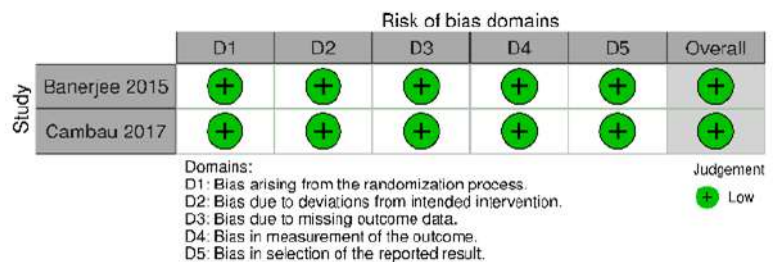 Risk of bias domains
D1 D2 D3 D4 D5 Overall
Study
Banerjee 2015 + + + + + +
Cambau 2017 + + + + + +
Domains:
D1: Bias arising from the randomization process.
D2: Bias due to deviations from intended intervention.
D3: Bias due to missing outcome data.
D4: Bias in measurement of the outcome.
D5: Bias in selection of the reported result.
Judgement
+ Low